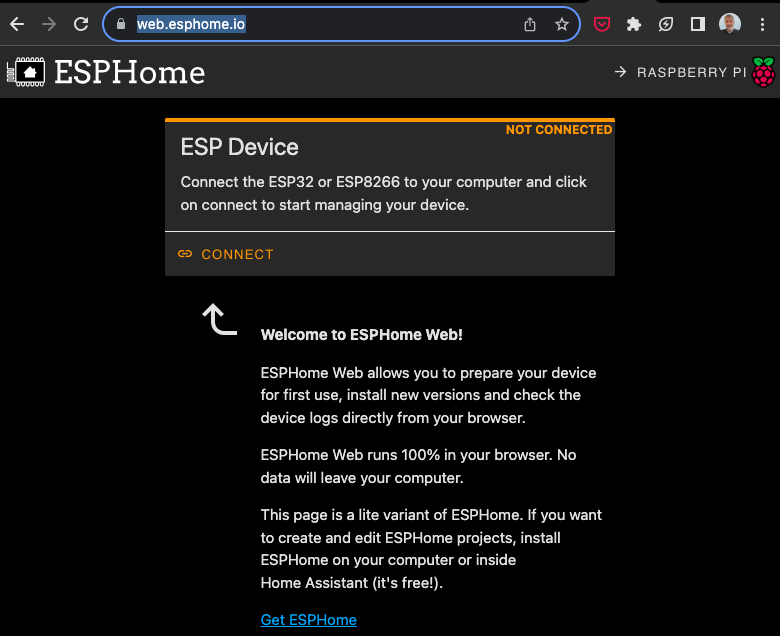 web.esphome.io
ESPHome
RASPBERRY PI
NOT CONNECTED
ESP Device
Connect the ESP32 or ESP8266 to your computer and click
on connect to start managing your device.
CONNECT
Welcome to ESPHome Web!
ESPHome Web allows you to prepare your device
for first use, install new versions and check the
device logs directly from your browser.
ESPHome Web runs 100% in your browser. No
data will leave your computer.
This page is a lite variant of ESPHome. If you want
to create and edit ESPHome projects, install
ESPHome on your computer or inside
Home Assistant (it's free!).
Get ESPHome